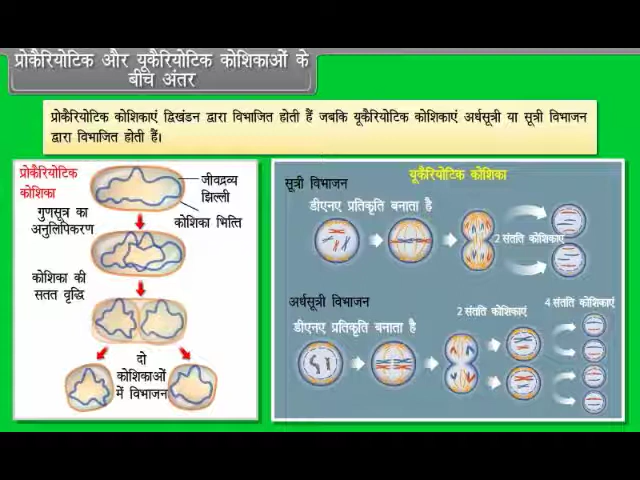 प्रोकैरियोटिक और यूकैरियोटिक कोशिकाओं के
बीच अंतर
प्रोकैरियोटिक कोशिकाएं द्विखंडन द्वारा विभाजित होती हैं जबकि यूकैरियोटिक कोशिकाएं अर्धसूत्री या सूत्री विभाजन
द्वारा विभाजित होती हैं।
प्रोकैरियोटिक
कोशिका
जीवद्रव्य
झिल्ली
गुणसूत्र का
अनुलिपिकरण
कोशिका भित्ति
कोशिका की
सतत वृद्धि
दो
कोशिकाओं
में विभाजन
यूकैरियोटिक कोशिका
सूत्री विभाजन
डीएनए प्रतिकृति बनाता है
2 संतति कोशिकाएं
अर्धसूत्री विभाजन
डीएनए प्रतिकृति बनाता है
2 संतति कोशिकाएं
4 संतति कोशिकाएं